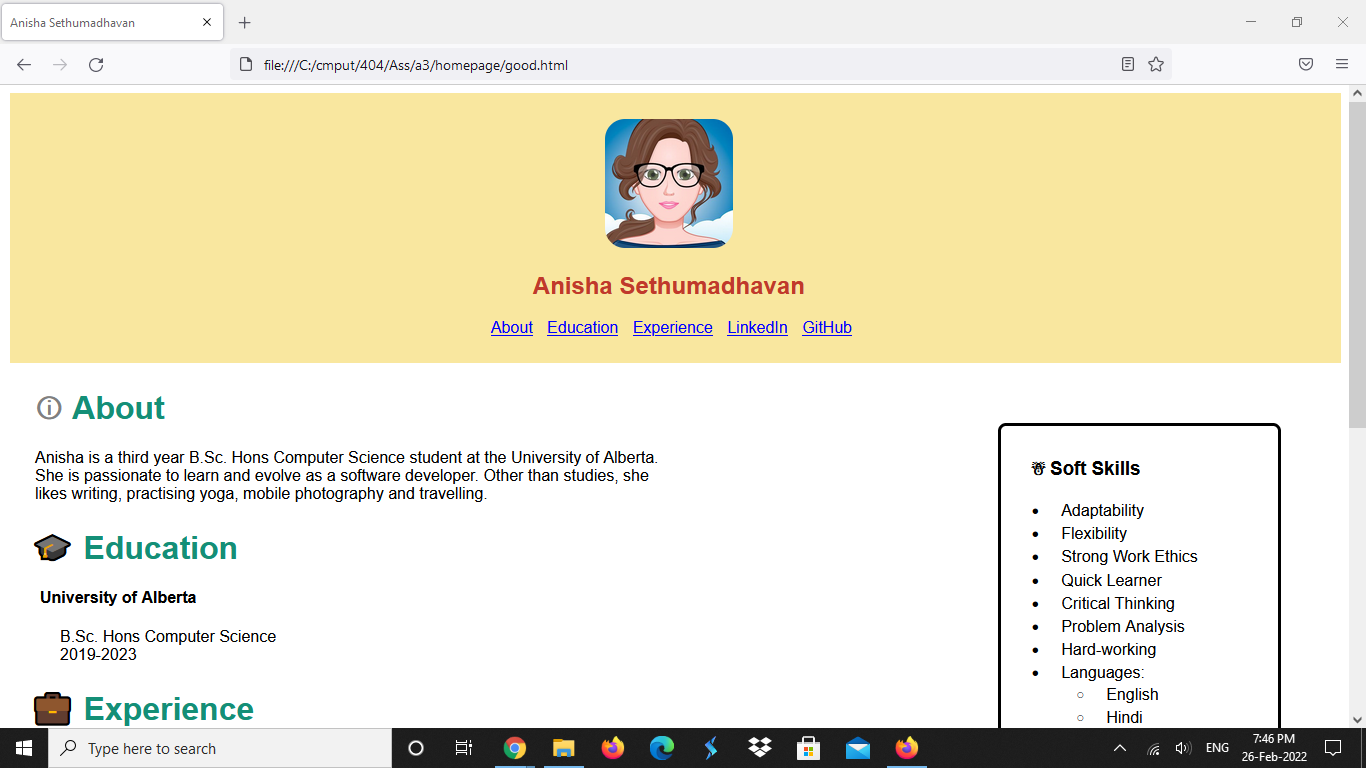 Anisha Sethumadhavan
file:///C:/cmput/404/Ass/a3/homepage/good.html
Anisha Sethumadhavan
About Education Experience LinkedIn GitHub
About
Anisha is a third year B.Sc. Hons Computer Science student at the University of Alberta.
She is passionate to learn and evolve as a software developer. Other than studies, she
likes writing, practising yoga, mobile photography and travelling.
Education
University of Alberta
B.Sc. Hons Computer Science
2019-2023
Experience
Soft Skills
Adaptability
Flexibility
Strong Work Ethics
Quick Learner
Critical Thinking
Problem Analysis
Hard-working
Languages:
English
Hindi
Type here to search
ENG
7:46 PM
26-Feb-2022